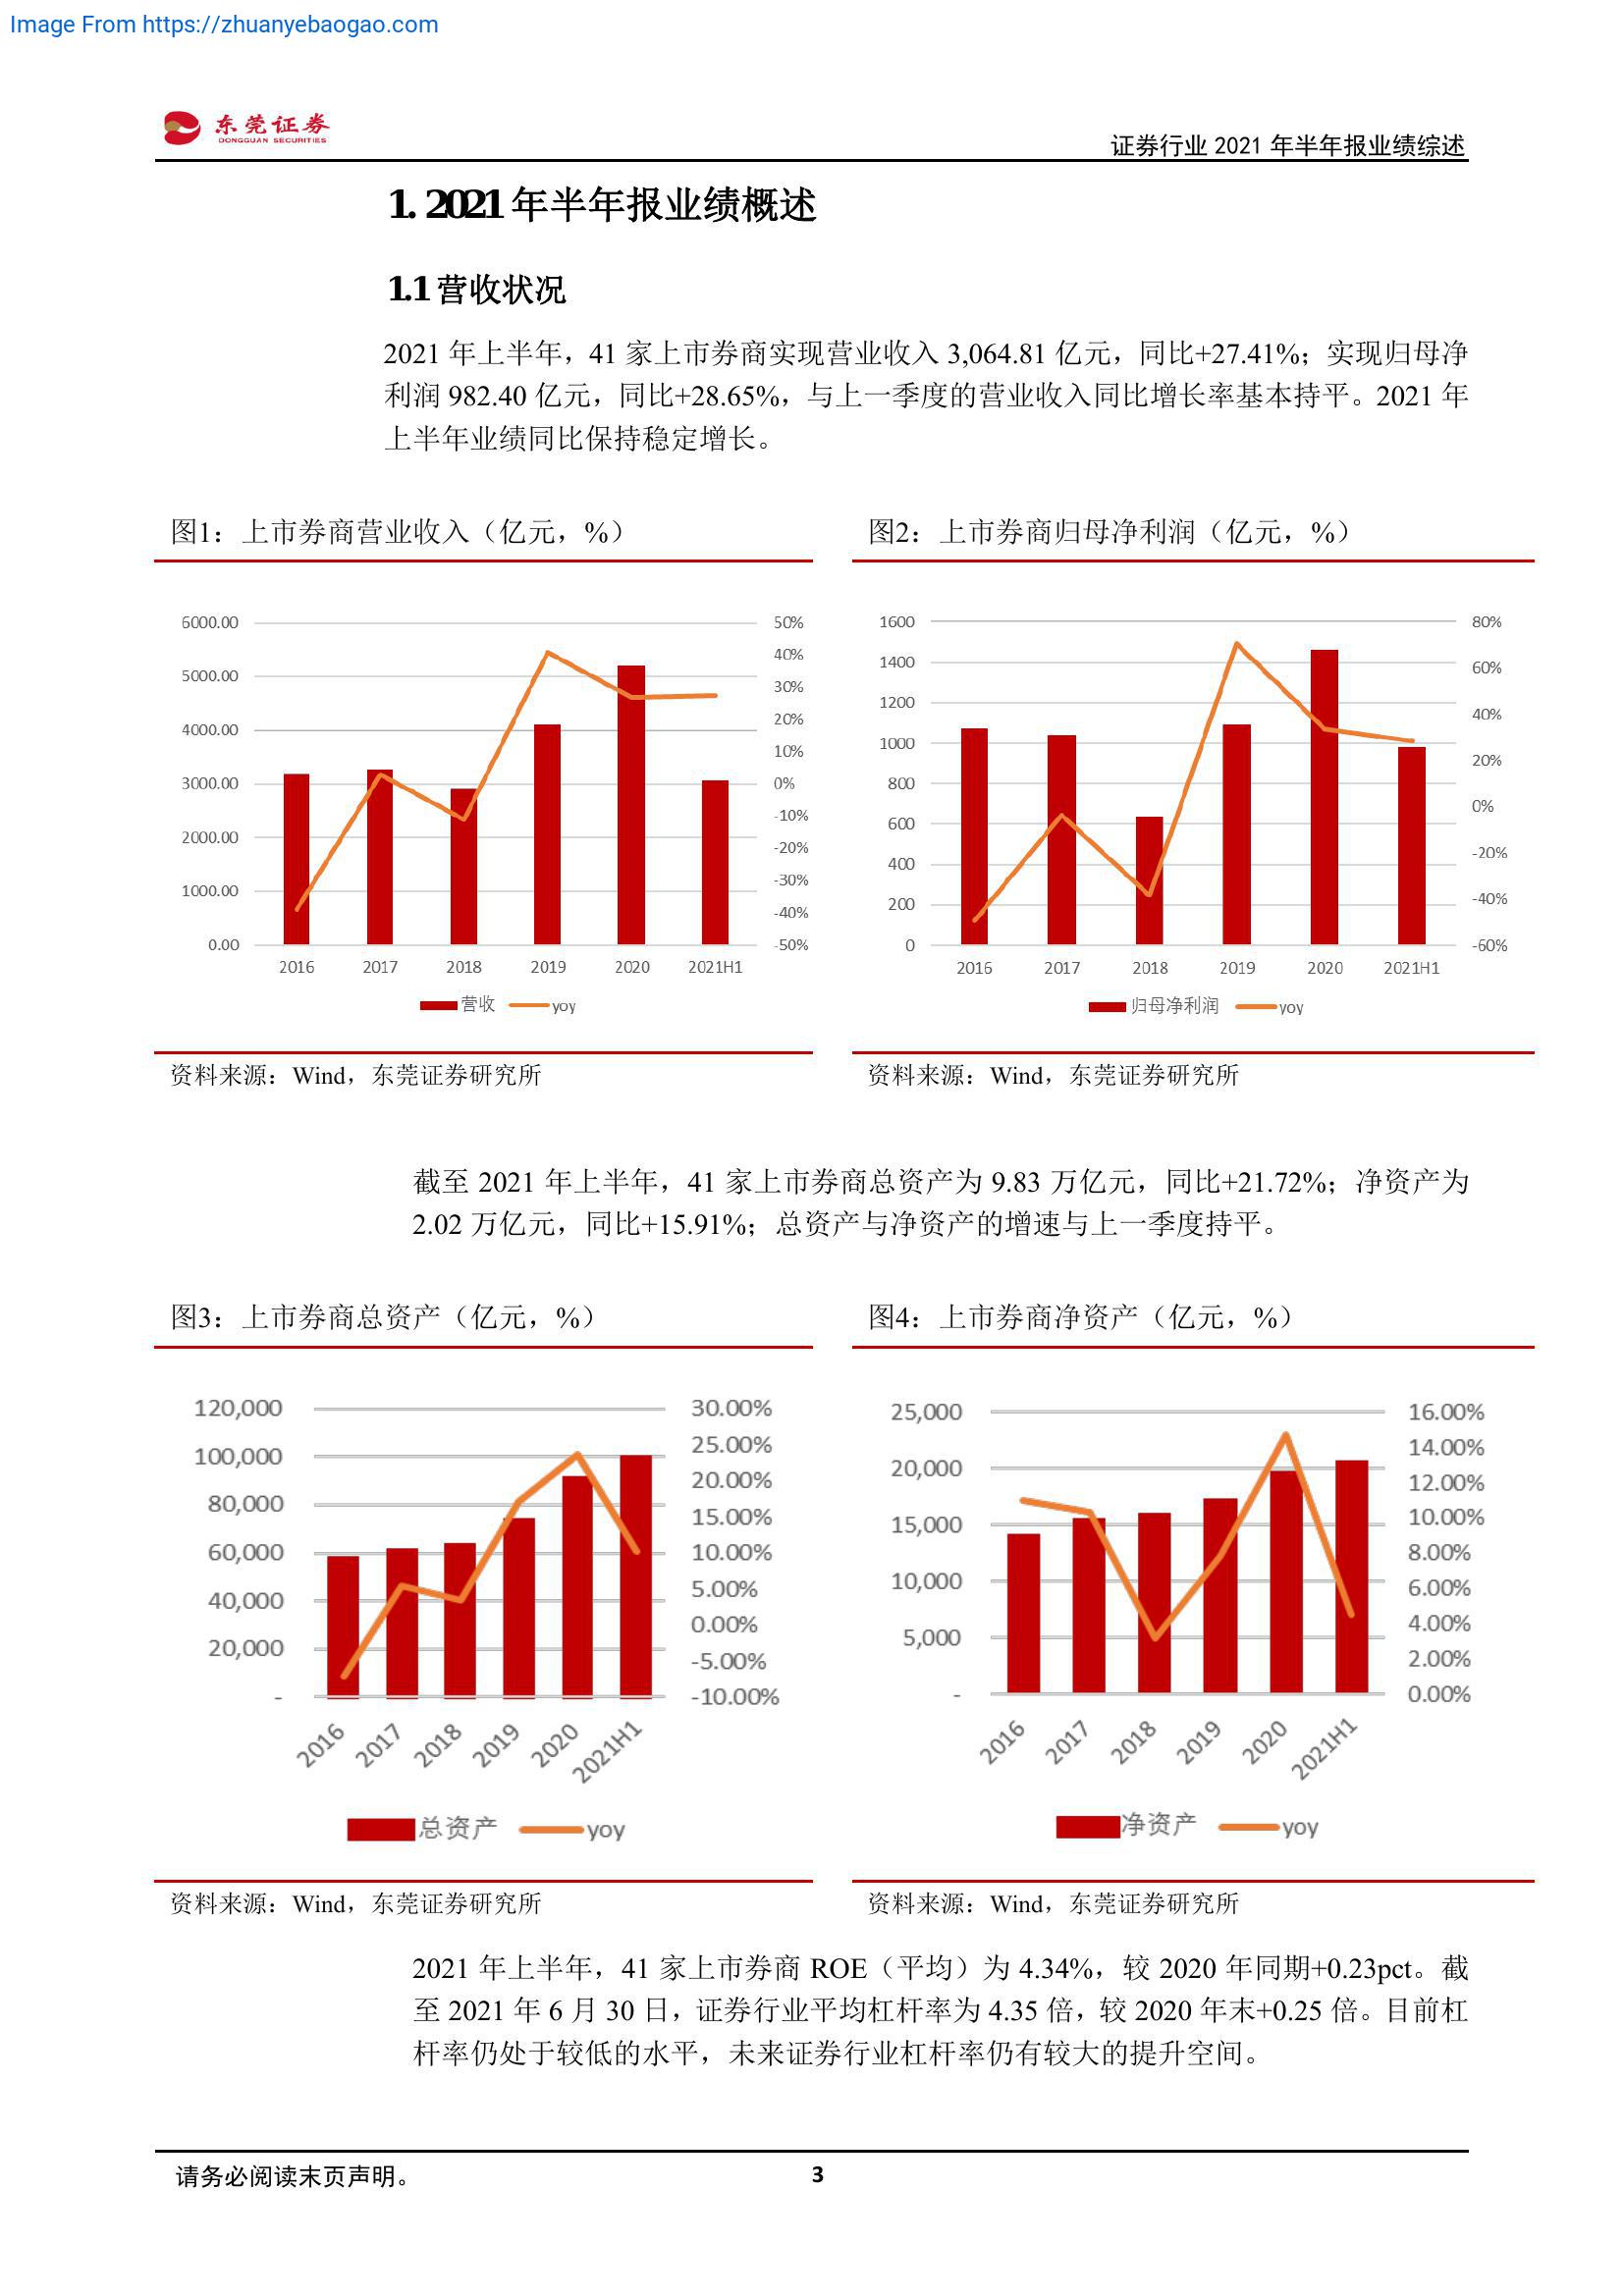 Image From https://zhuanyebaogao.com
东莞证券
DONGGUAN SECURITIES
证券行业 2021 年半年报业绩综述
1. 2021 年半年报业绩概述
1.1 营收状况
2021 年上半年，41 家上市券商实现营业收入 3,064.81 亿元，同比+27.41%；实现归母净
利润 982.40 亿元，同比+28.65%，与上一季度的营业收入同比增长率基本持平。2021 年
上半年业绩同比保持稳定增长。
图1：上市券商营业收入（亿元，%）
6000.00
5000.00
4000.00
3000.00
2000.00
1000.00
0.00
50%
40%
30%
20%
10%
0%
-10%
-20%
-30%
-40%
-50%
2016 2017 2018 2019 2020 2021H1
营收 yoy
资料来源：Wind，东莞证券研究所
图2：上市券商归母净利润（亿元，%）
1600
1400
1200
1000
800
600
400
200
0
80%
60%
40%
20%
0%
-20%
-40%
-60%
2016 2017 2018 2019 2020 2021H1
归母净利润 yoy
资料来源：Wind，东莞证券研究所
截至 2021 年上半年，41 家上市券商总资产为 9.83 万亿元，同比+21.72%；净资产为
2.02 万亿元，同比+15.91%；总资产与净资产的增速与上一季度持平。
图3：上市券商总资产（亿元，%）
120,000
100,000
80,000
60,000
40,000
20,000
-
30.00%
25.00%
20.00%
15.00%
10.00%
5.00%
0.00%
-5.00%
-10.00%
2016 2017 2018 2019 2020 2021H1
总资产 yoy
资料来源：Wind，东莞证券研究所
图4：上市券商净资产（亿元，%）
25,000
20,000
15,000
10,000
5,000
-
16.00%
14.00%
12.00%
10.00%
8.00%
6.00%
4.00%
2.00%
0.00%
2016 2017 2018 2019 2020 2021H1
净资产 yoy
资料来源：Wind，东莞证券研究所
2021 年上半年，41 家上市券商 ROE（平均）为 4.34%，较 2020 年同期+0.23pct。截
至 2021 年 6 月 30 日，证券行业平均杠杆率为 4.35 倍，较 2020 年末+0.25 倍。目前杠
杆率仍处于较低的水平，未来证券行业杠杆率仍有较大的提升空间。
请务必阅读末页声明。
3